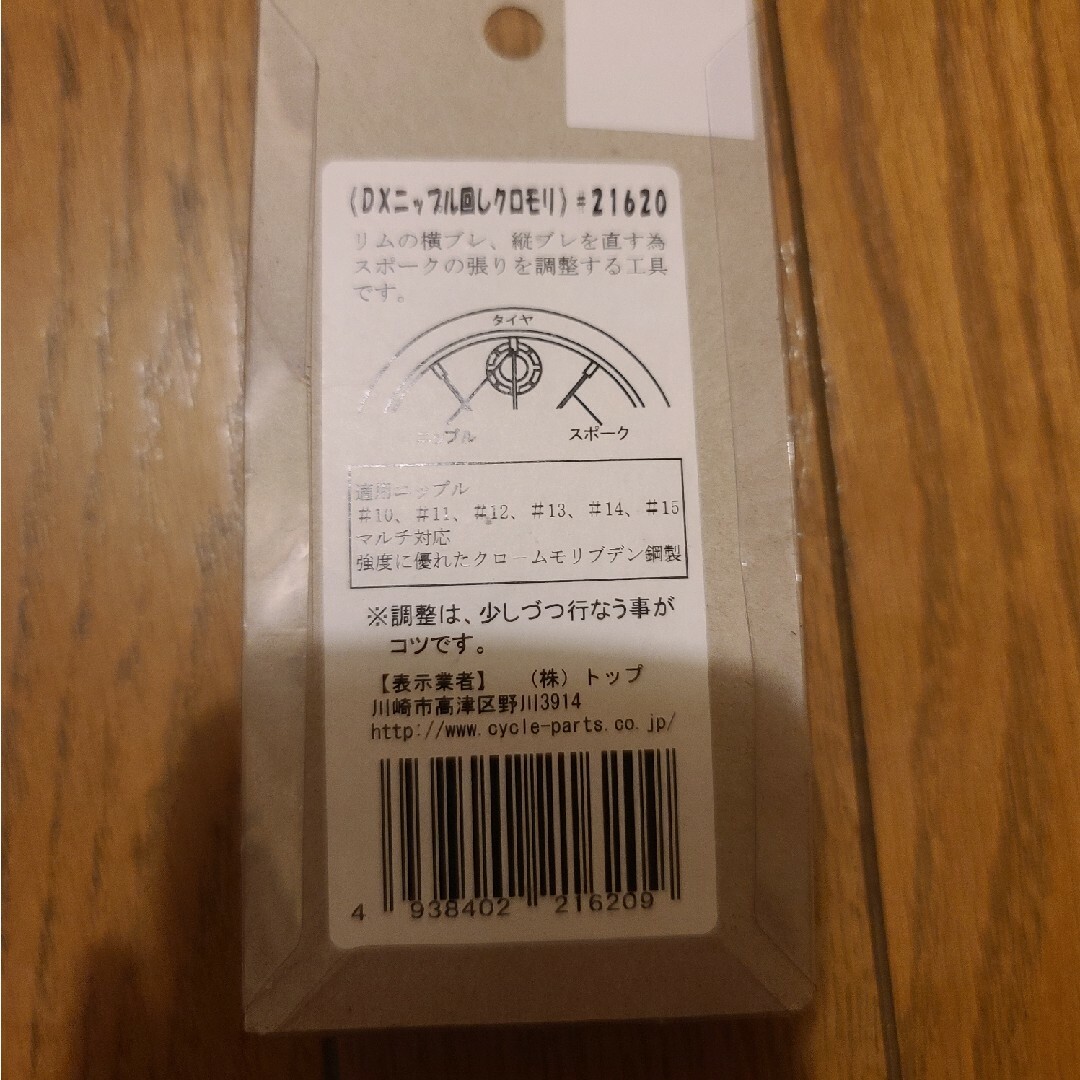 (DXニップル回しクロモリ)#21620
リムの横ブレ、縦ブレを直す為
スポークの張りを調整する工具
です。
タイヤ
ニップル
スポーク
適用ニップル
#10、#11、#12、#13、#14、#15
マルチ対応
強度に優れたクロームモリブデン鋼製
※調整は、少しづつ行なう事が
コツです。
【表示業者】 (株)トップ
川崎市高津区野川3914
http://www.cycle-parts.co.jp/
4 938402 216209